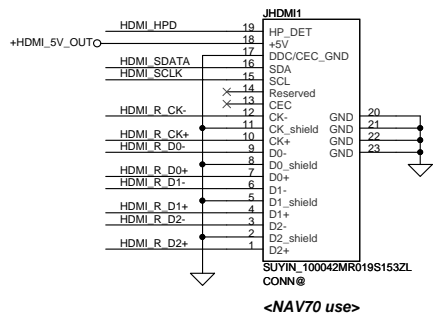 JHDMI1
HDMI_HPD 19 HP_DET
+HDMI_5V_OUT 18 +5V
17 DDC/CEC_GND
HDMI_SDATA 16 SDA
HDMI_SCLK 15 SCL
14 Reserved
13 CEC
HDMI_R_CK- 12 CK- GND 20
11 CK_shield GND 21
HDMI_R_CK+ 10 CK+ GND 22
HDMI_R_D0- 9 D0- GND 23
8 D0_shield
HDMI_R_D0+ 7 D0+
HDMI_R_D1- 6 D1-
5 D1_shield
HDMI_R_D1+ 4 D1+
HDMI_R_D2- 3 D2-
2 D2_shield
HDMI_R_D2+ 1 D2+
SUYIN_100042MR019S153ZL
CONN@
<NAV70 use>